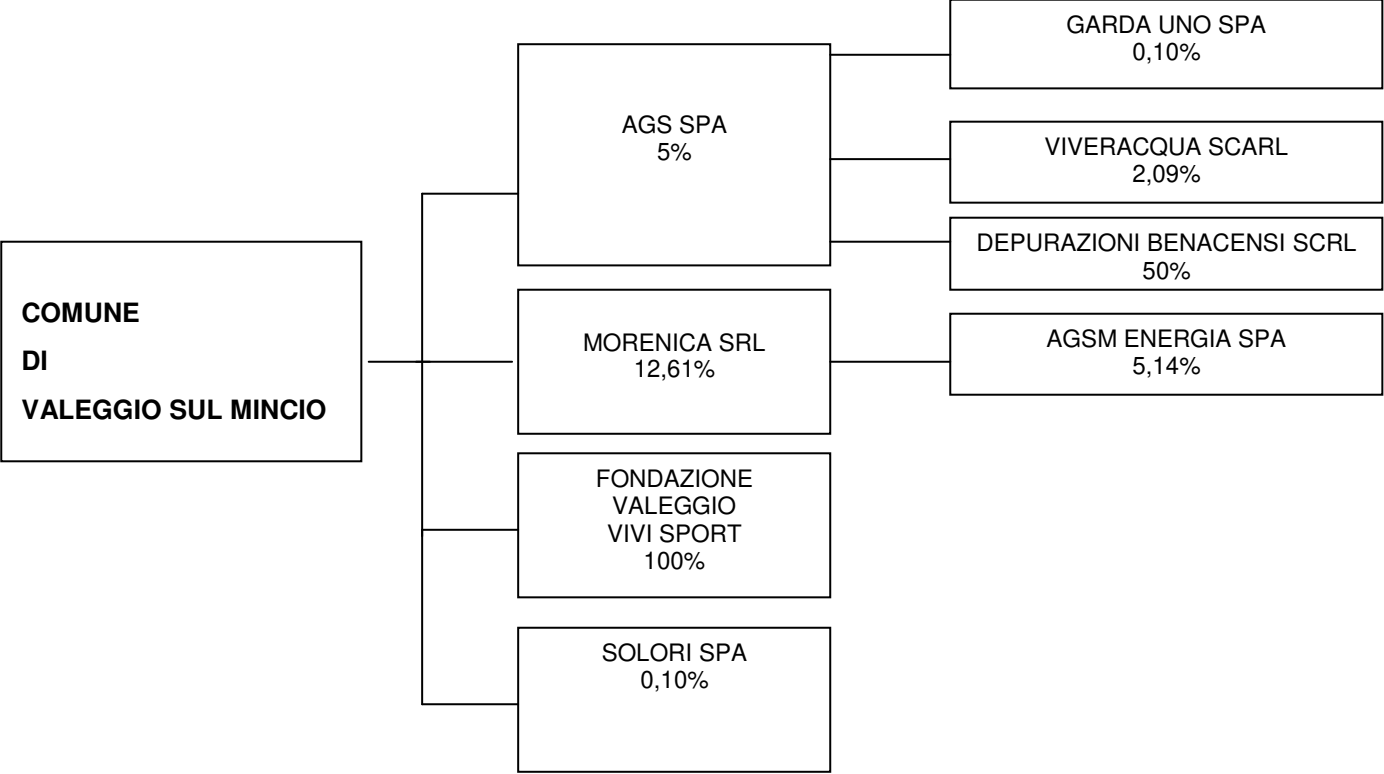 COMUNE
DI
VALEGGIO SUL MINCIO
AGS SPA
5%
MORENICA SRL
12,61%
FONDAZIONE
VALEGGIO
VIVI SPORT
100%
SOLORI SPA
0,10%
GARDA UNO SPA
0,10%
VIVERACQUA SCARL
2,09%
DEPURAZIONI BENACENSI SCRL
50%
AGSM ENERGIA SPA
5,14%